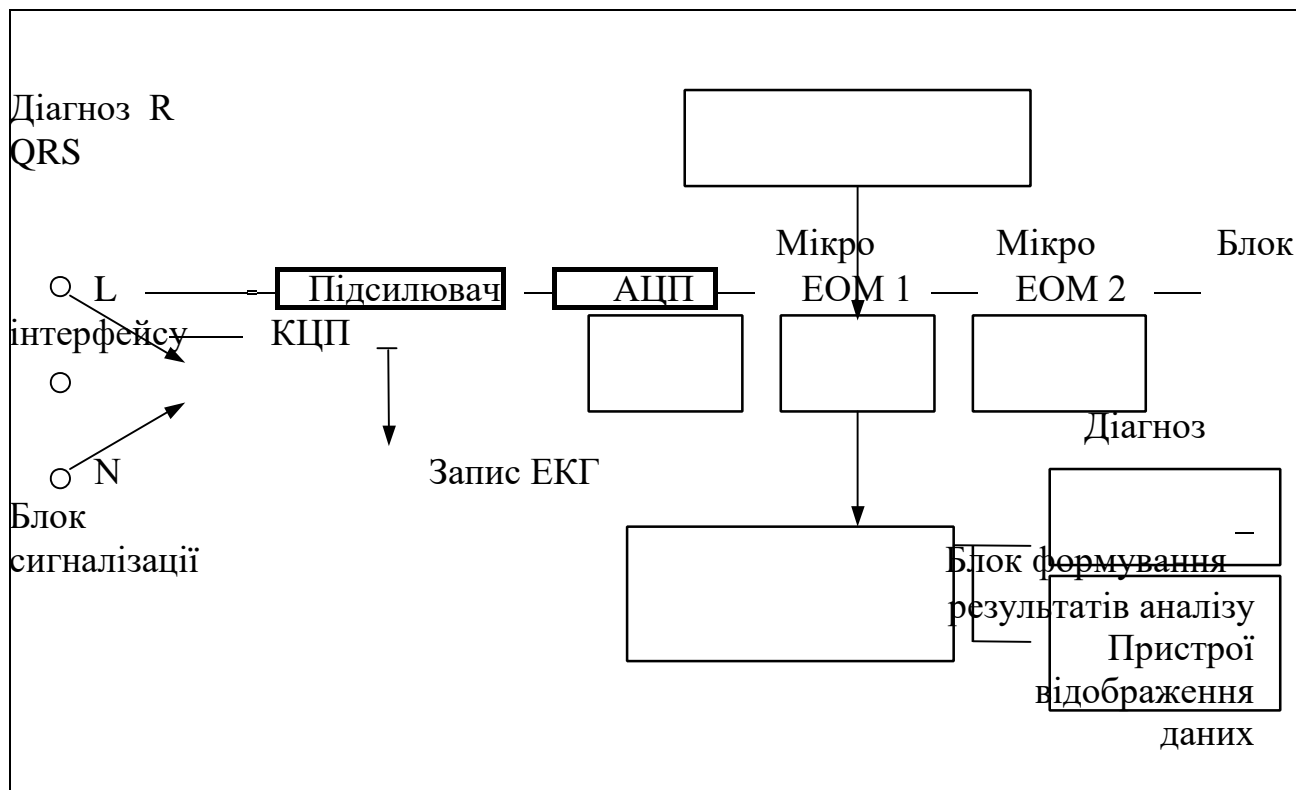 Діагноз R
QRS
Мікро Мікро Блок
L Підсилювач АЦП ЕОМ 1 ЕОМ 2
інтерфейсу КЦП
Діагноз
N Запис ЕКГ
Блок
сигналізації
Блок формування
результатів аналізу
Пристрої
відображення
даних